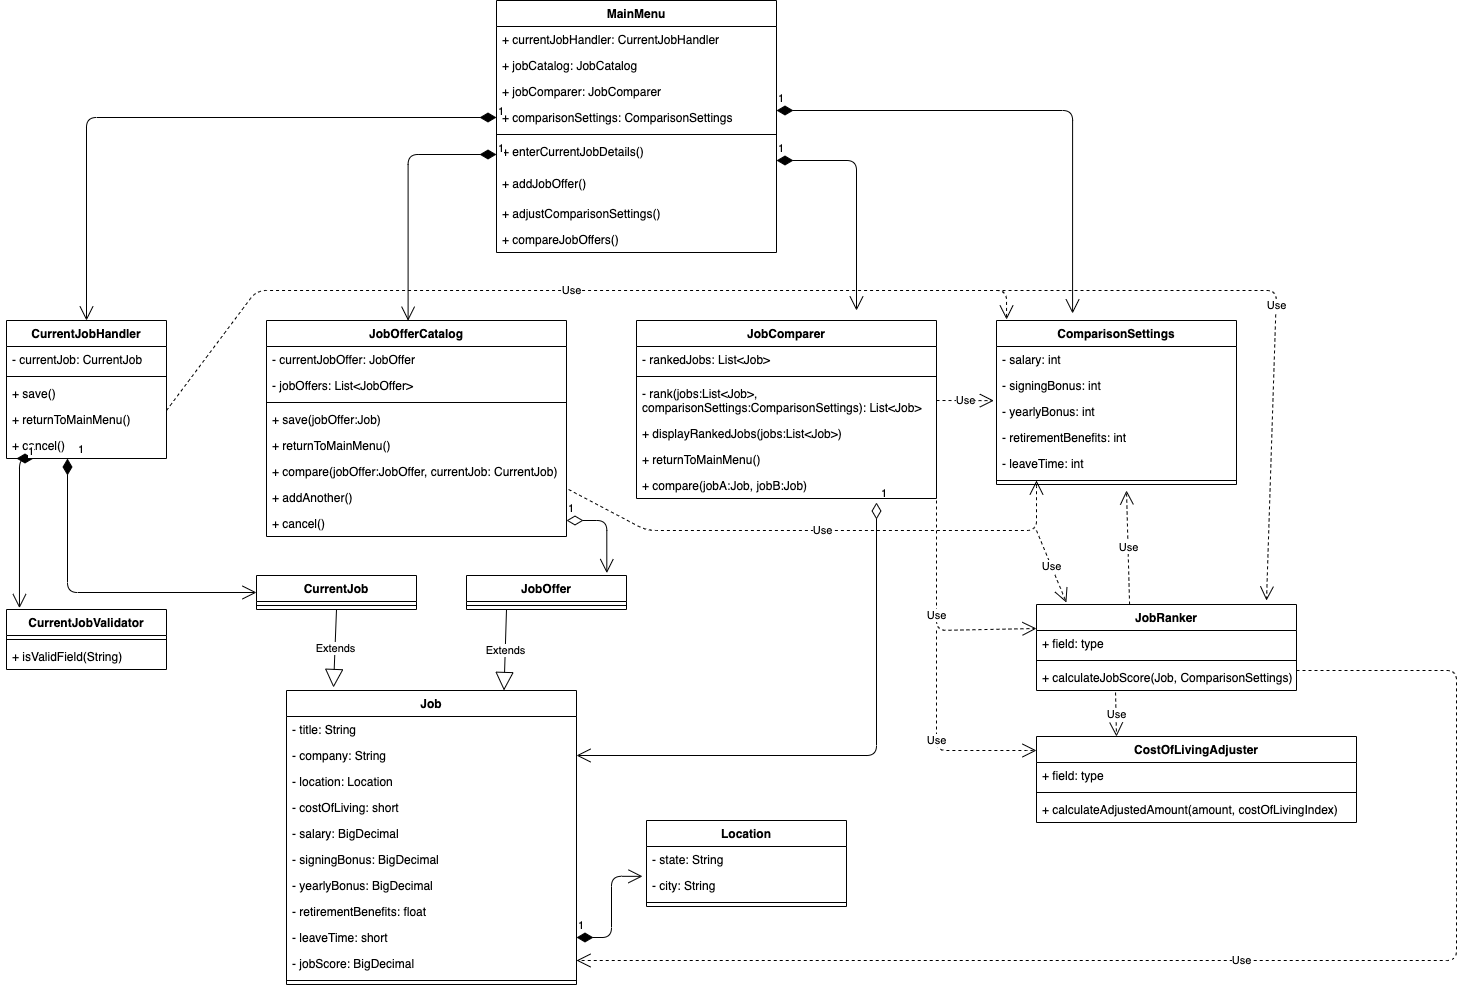 MainMenu
+ currentJobHandler: CurrentJobHandler
+ jobCatalog: JobCatalog
+ jobComparer: JobComparer
+ comparisonSettings: ComparisonSettings
+ enterCurrentJobDetails()
+ addJobOffer()
+ adjustComparisonSettings()
+ compareJobOffers()
1
1
1
1
Use
Use
CurrentJobHandler
- currentJob: CurrentJob
+ save()
+ returnToMainMenu()
+ cancel()
1
1
JobOfferCatalog
- currentJobOffer: JobOffer
- jobOffers: List<JobOffer>
+ save(jobOffer:Job)
+ returnToMainMenu()
+ compare(jobOffer:JobOffer, currentJob: CurrentJob)
+ addAnother()
+ cancel()
1
JobComparer
- rankedJobs: List<Job>
- rank(jobs:List<Job>,
comparisonSettings:ComparisonSettings): List<Job>
+ displayRankedJobs(jobs:List<Job>)
+ returnToMainMenu()
+ compare(jobA:Job, jobB:Job)
1
Use
ComparisonSettings
- salary: int
- signingBonus: int
- yearlyBonus: int
- retirementBenefits: int
- leaveTime: int
Use
Use
Use
CurrentJob
JobOffer
CurrentJobValidator
+ isValidField(String)
Extends
Extends
Use
JobRanker
+ field: type
+ calculateJobScore(Job, ComparisonSettings)
Use
Use
CostOfLivingAdjuster
+ field: type
+ calculateAdjustedAmount(amount, costOfLivingIndex)
Job
- title: String
- company: String
- location: Location
- costOfLiving: short
- salary: BigDecimal
- signingBonus: BigDecimal
- yearlyBonus: BigDecimal
- retirementBenefits: float
- leaveTime: short
- jobScore: BigDecimal
1
Location
- state: String
- city: String
Use